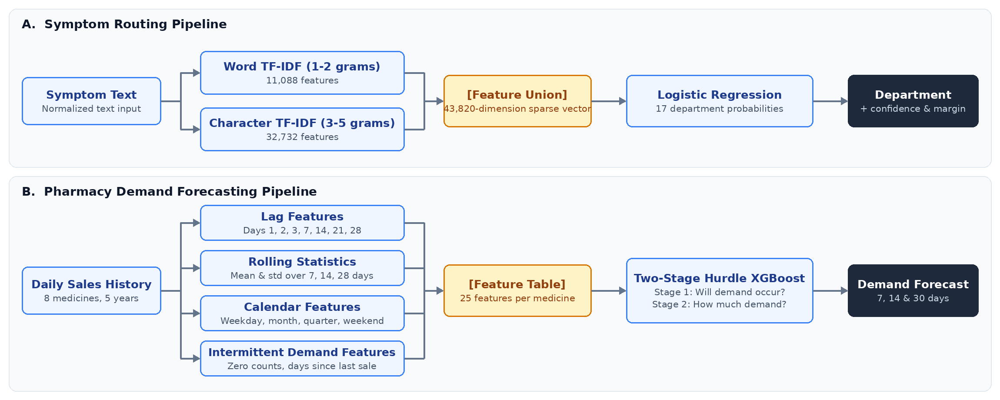 A. Symptom Routing Pipeline
Symptom Text
Normalized text input
Word TF-IDF (1-2 grams)
11,088 features
Character TF-IDF (3-5 grams)
32,732 features
[Feature Union]
43,820-dimension sparse vector
Logistic Regression
17 department probabilities
Department
+ confidence & margin
B. Pharmacy Demand Forecasting Pipeline
Daily Sales History
8 medicines, 5 years
Lag Features
Days 1, 2, 3, 7, 14, 21, 28
Rolling Statistics
Mean & std over 7, 14, 28 days
Calendar Features
Weekday, month, quarter, weekend
Intermittent Demand Features
Zero counts, days since last sale
[Feature Table]
25 features per medicine
Two-Stage Hurdle XGBoost
Stage 1: Will demand occur?
Stage 2: How much demand?
Demand Forecast
7, 14 & 30 days